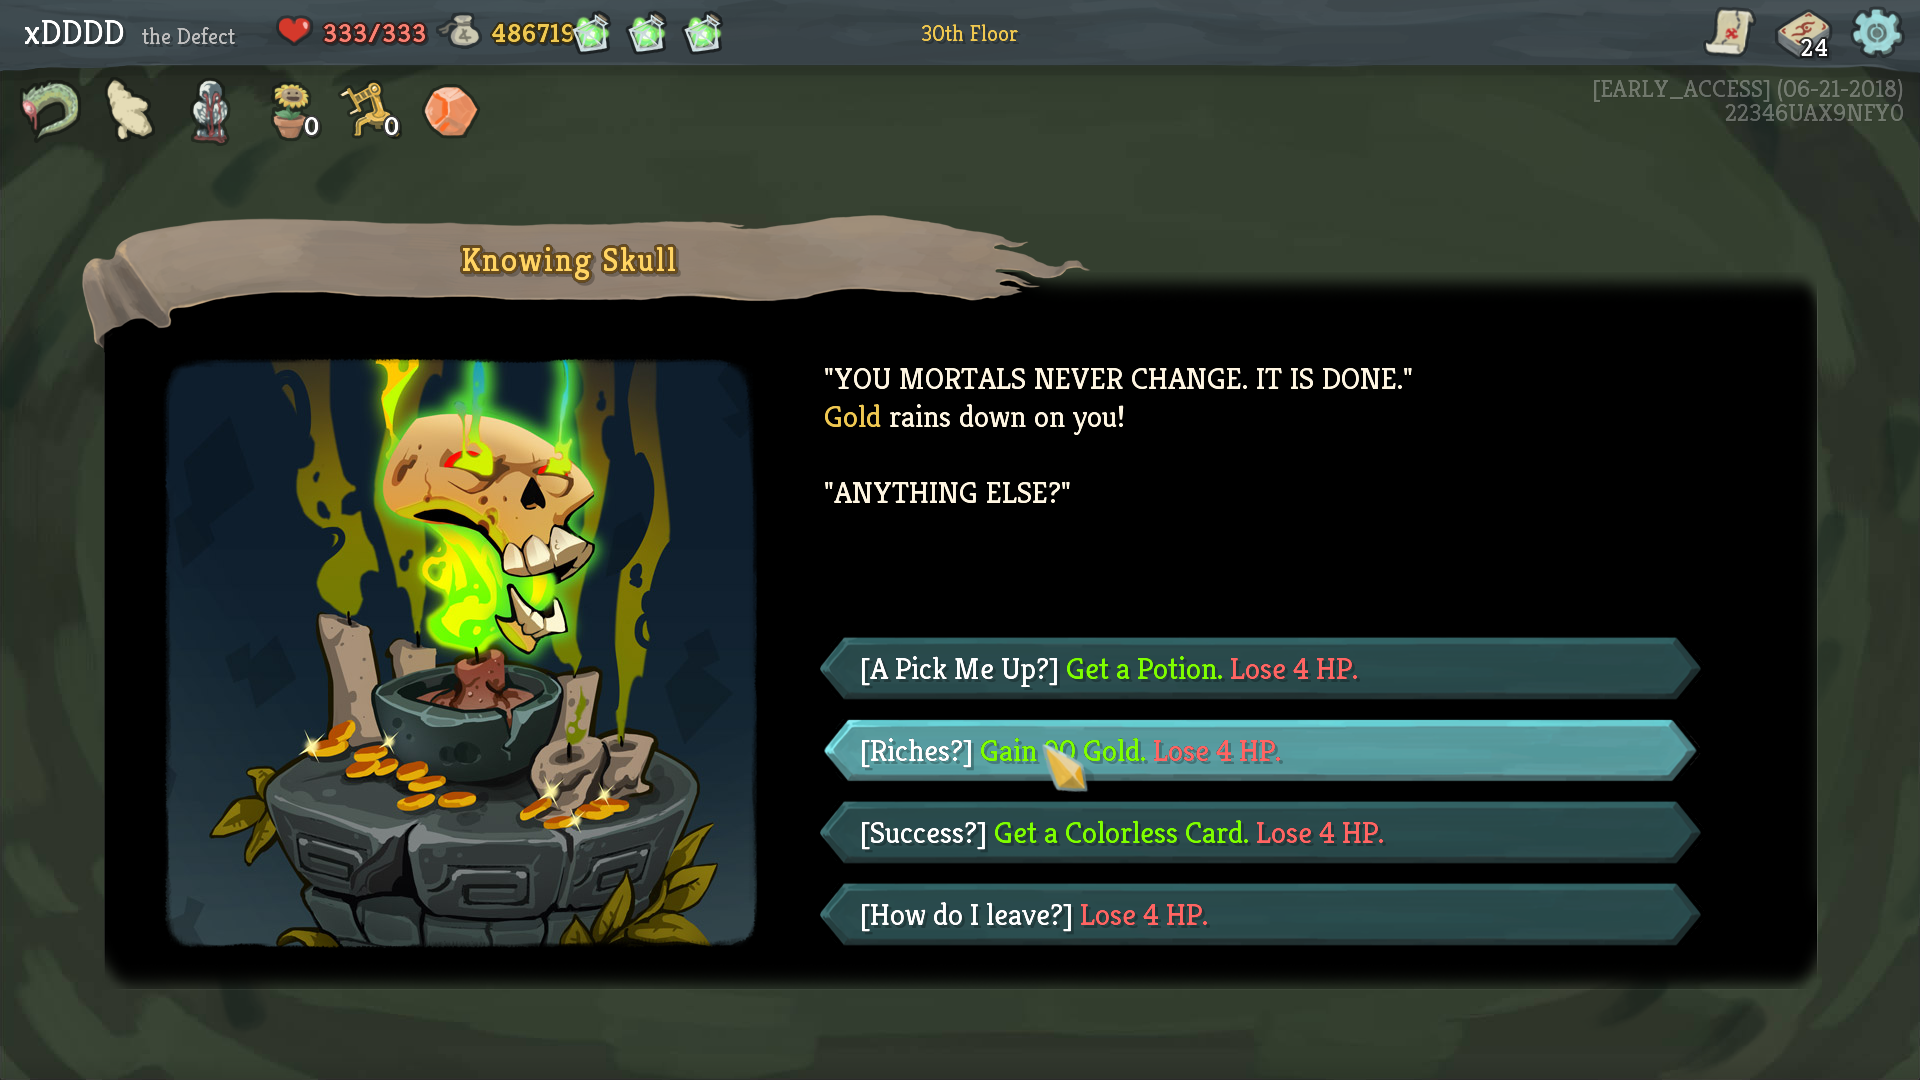 xDDDD the Defect 333/333 486719 30th Floor 24
[EARLY_ACCESS] (06-21-2018)
22346UAX9NFY0
0 0
Knowing Skull
"YOU MORTALS NEVER CHANGE. IT IS DONE."
Gold rains down on you!
"ANYTHING ELSE?"
[A Pick Me Up?] Get a Potion. Lose 4 HP.
[Riches?] Gain 90 Gold. Lose 4 HP.
[Success?] Get a Colorless Card. Lose 4 HP.
[How do I leave?] Lose 4 HP.